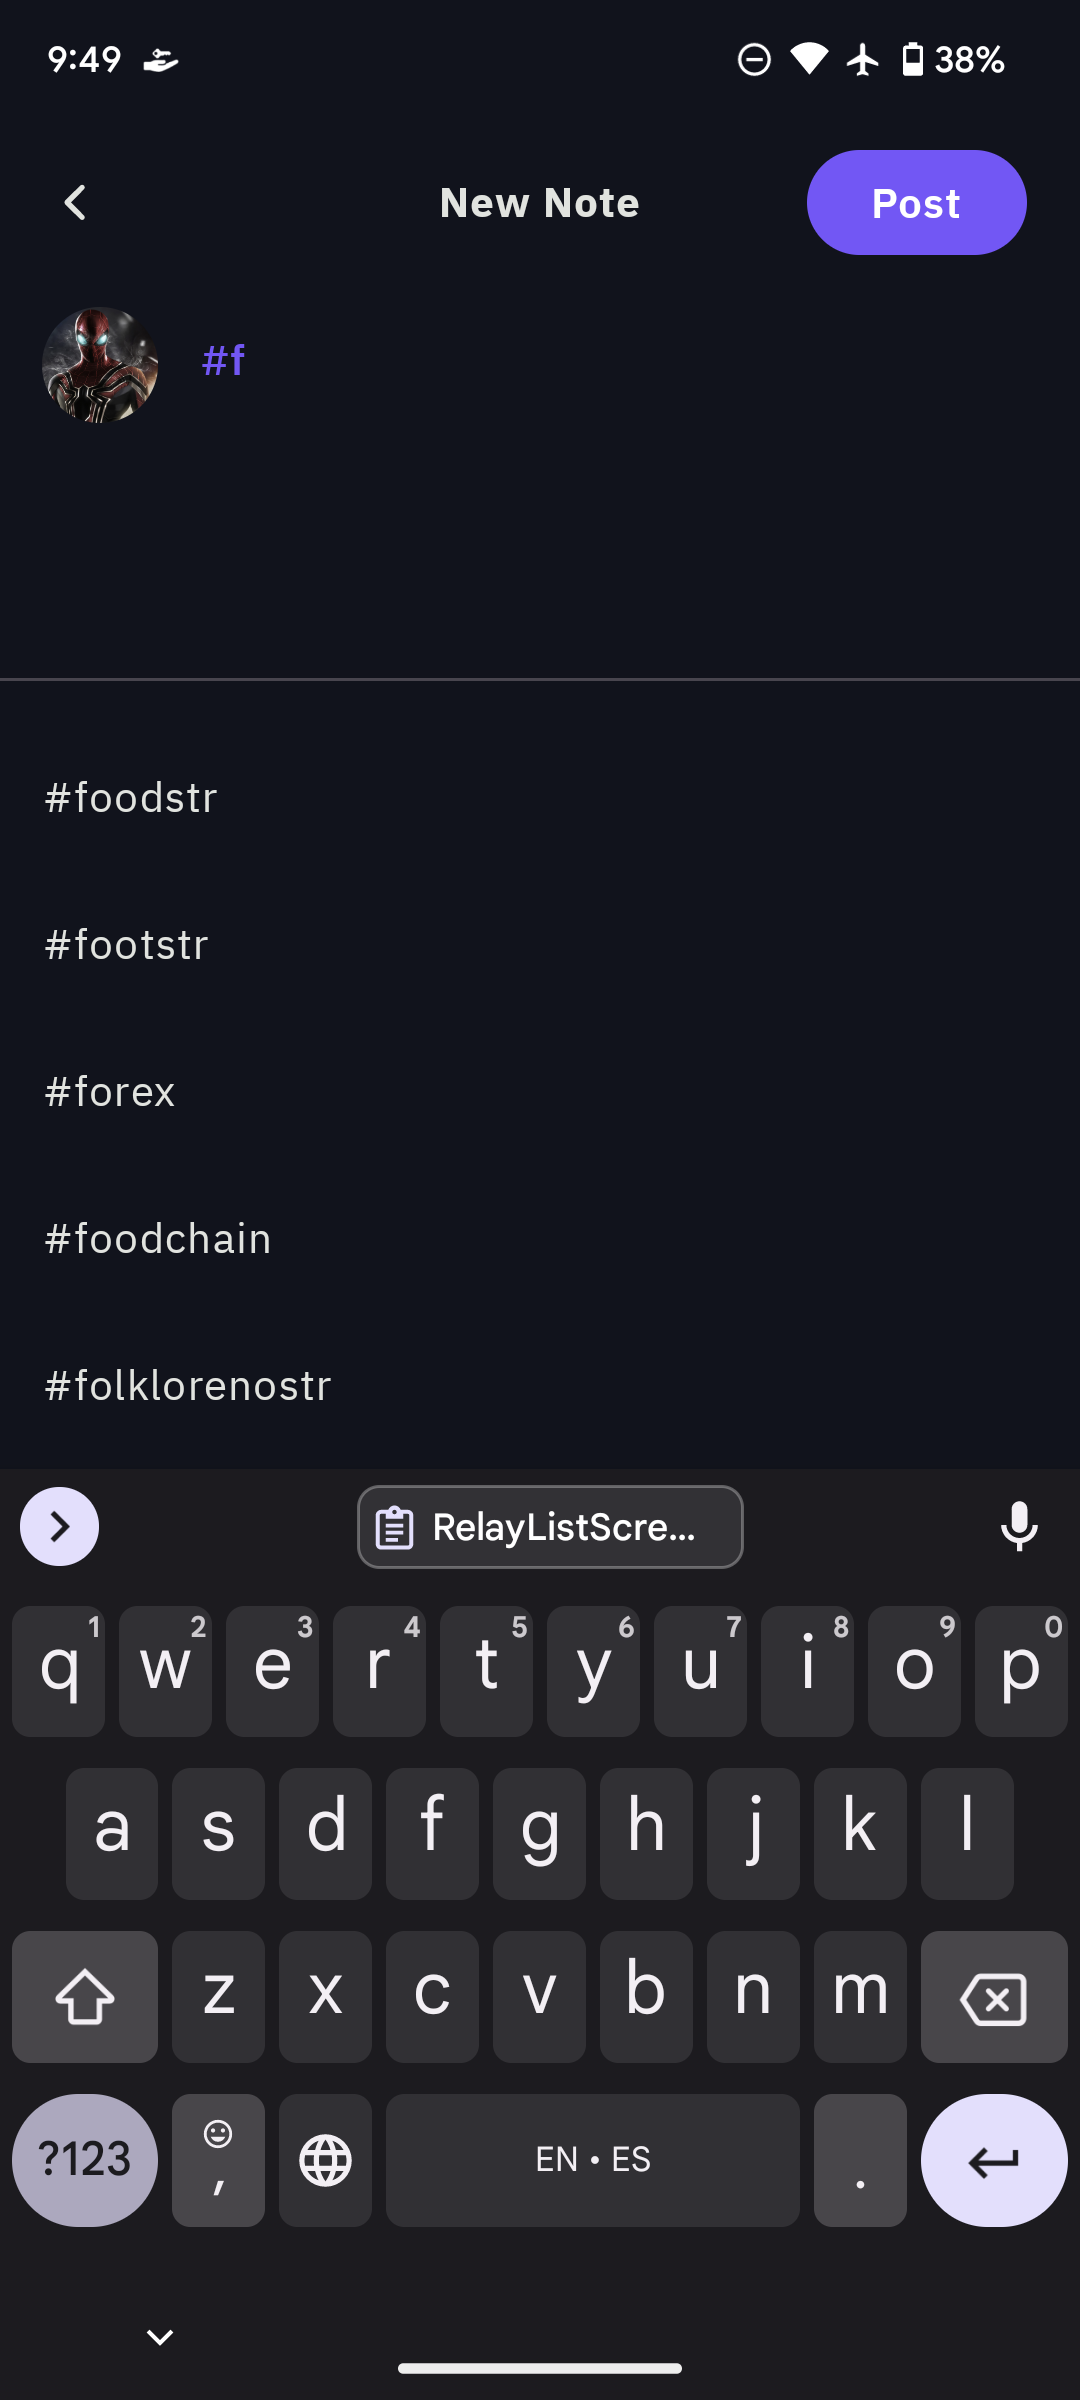 9:49
38%
New Note
Post
#f
#foodstr
#footstr
#forex
#foodchain
#folklorenostr
RelayListScre...
1 2 3 4 5 6 7 8 9 0
q w e r t y u i o p
a s d f g h j k l
z x c v b n m
?123 , EN • ES .